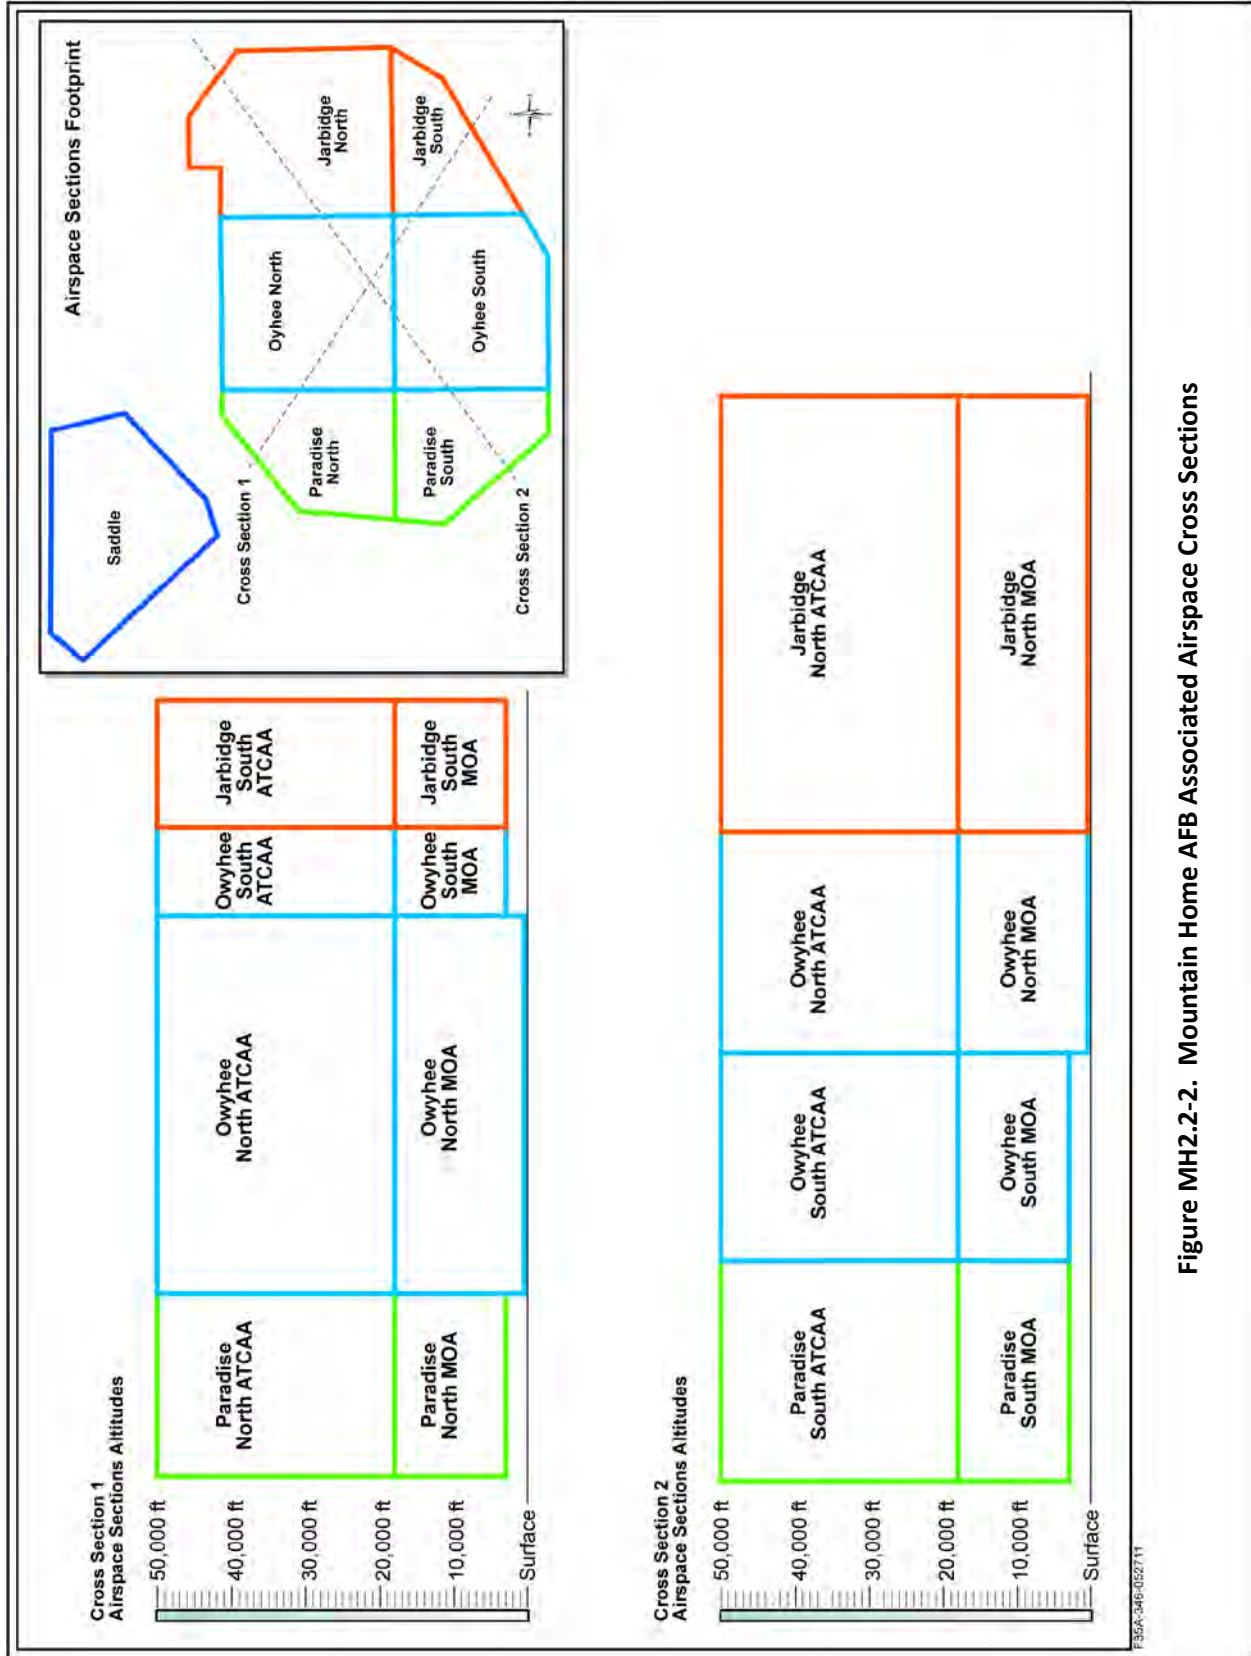 Cross Section 1
Airspace Sections Altitudes
50,000 ft
40,000 ft
30,000 ft
20,000 ft
10,000 ft
Surface
Paradise
North ATCAA
Owyhee
North ATCAA
Owyhee
South
ATCAA
Jarbidge
South
ATCAA
Paradise
North MOA
Owyhee
North MOA
Owyhee
South
MOA
Jarbidge
South
MOA
Airspace Sections Footprint
Saddle
Cross Section 1
Paradise
North
Oyhee North
Jarbidge
North
Paradise
South
Oyhee South
Jarbidge
South
Cross Section 2
Cross Section 2
Airspace Sections Altitudes
50,000 ft
40,000 ft
30,000 ft
20,000 ft
10,000 ft
Surface
Paradise
South ATCAA
Owyhee
South ATCAA
Owyhee
North ATCAA
Jarbidge
North ATCAA
Paradise
South MOA
Owyhee
South MOA
Owyhee
North MOA
Jarbidge
North MOA
F35A-346-052711
Figure MH2.2-2. Mountain Home AFB Associated Airspace Cross Sections